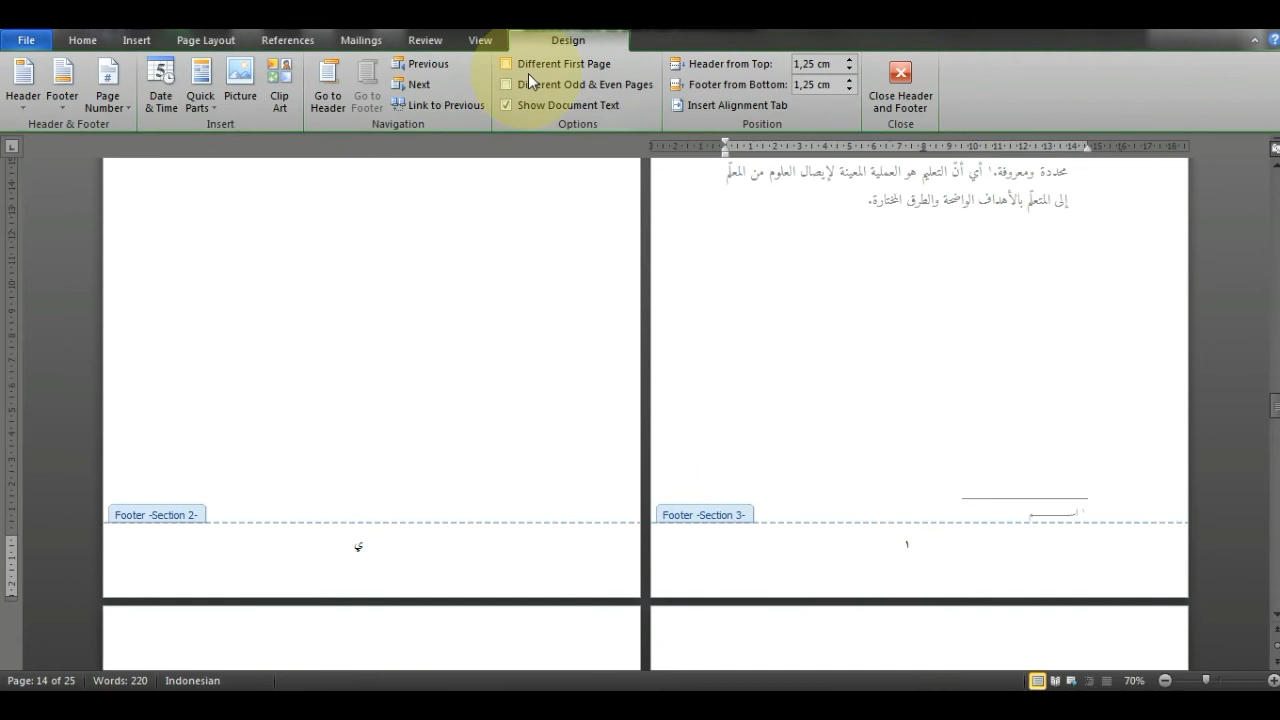 File Home Insert Page Layout References Mailings Review View Design
Header
Footer
Page Number
Header & Footer
Date & Time
Quick Parts
Picture
Clip Art
Insert
Go to Header
Go to Footer
Previous
Next
Link to Previous
Navigation
Different First Page
Different Odd & Even Pages
Show Document Text
Options
Header from Top: 1,25 cm
Footer from Bottom: 1,25 cm
Insert Alignment Tab
Position
Close Header and Footer
Close
محددة ومعروفة.١ أي أنّ التعليم هو العملية المعينة لإيصال العلوم من المعلّم
إلى المتعلّم بالأهداف الواضحة والطرق المختارة.
Footer -Section 2-
ي
Footer -Section 3-
١
Page: 14 of 25 Words: 220 Indonesian 70%